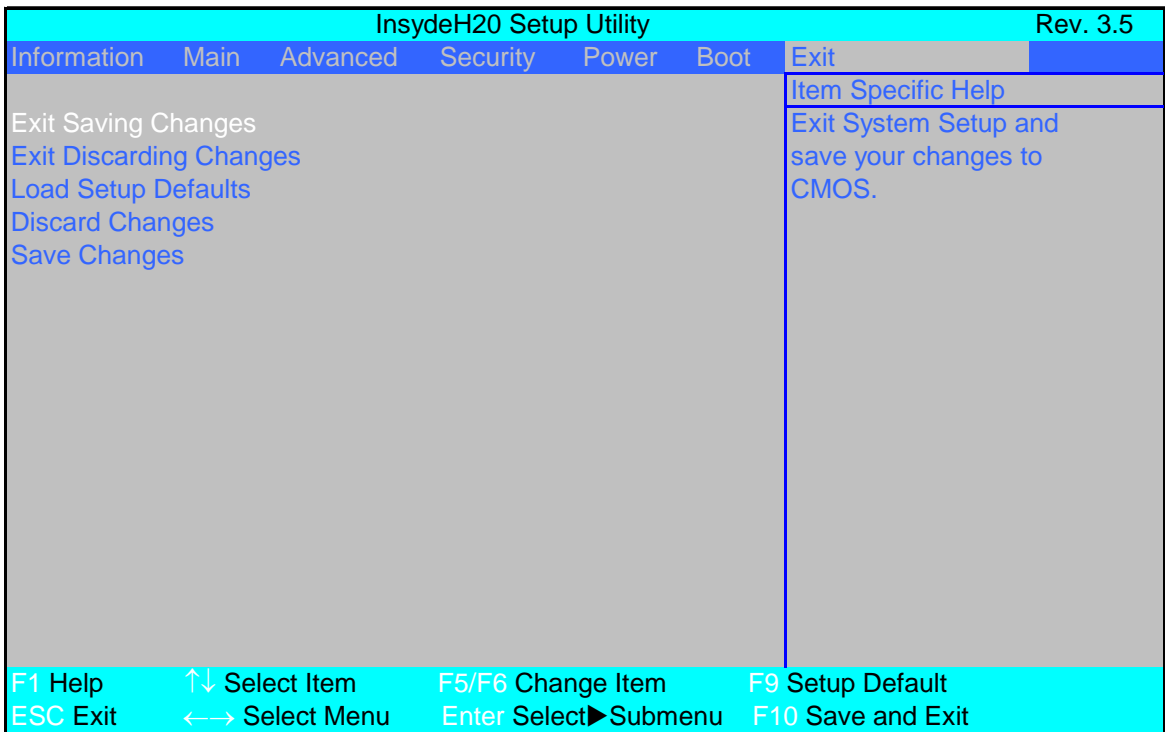 InsydeH20 Setup Utility Rev. 3.5
Information Main Advanced Security Power Boot Exit
Item Specific Help
Exit Saving Changes
Exit Discarding Changes
Load Setup Defaults
Discard Changes
Save Changes
Exit System Setup and
save your changes to
CMOS.
F1 Help ↑↓ Select Item F5/F6 Change Item F9 Setup Default
ESC Exit ←→ Select Menu Enter Select▶Submenu F10 Save and Exit